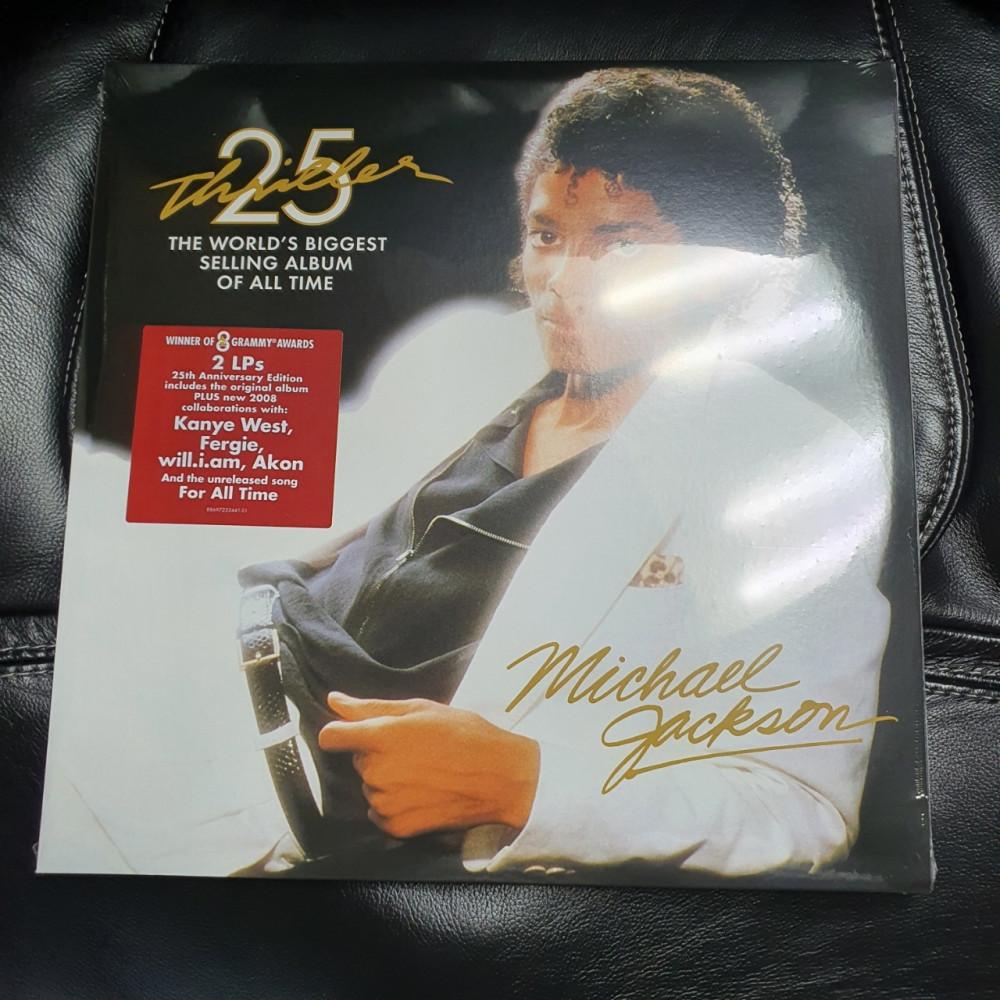 25
Thriller
THE WORLD'S BIGGEST
SELLING ALBUM
OF ALL TIME
WINNER OF 8 GRAMMY® AWARDS
2 LPs
25th Anniversary Edition
includes the original album
PLUS new 2008
collaborations with:
Kanye West,
Fergie,
will.i.am, Akon
And the unreleased song
For All Time
Michael
Jackson